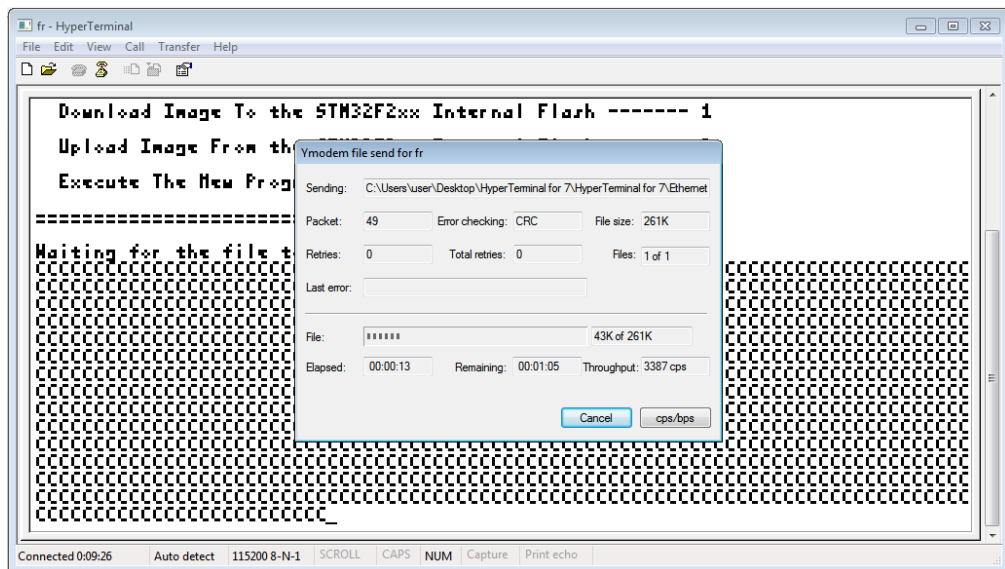 fr - HyperTerminal
File Edit View Call Transfer Help
Download Image To the STM32F2xx Internal Flash ------- 1
Upload Image From the
Execute The New Prog
======================
Waiting for the file t
Ymodem file send for fr
Sending: C:\Users\user\Desktop\HyperTerminal for 7\HyperTerminal for 7\Ethernet
Packet: 49 Error checking: CRC File size: 261K
Retries: 0 Total retries: 0 Files: 1 of 1
Last error:
File: 43K of 261K
Elapsed: 00:00:13 Remaining: 00:01:05 Throughput: 3387 cps
Cancel cps/bps
CCCCCCCCCCCCCCCCCCCCCCCCCCCCCCCCCCCCCCCCCCCCCCCCCCCCCCCCCCCCCCCCCCCCCCCCCCCCCCCC
CCCCCCCCCCCCCCCCCCCCCCCCCCCCCCCCCCCCCCCCCCCCCCCCCCCCCCCCCCCCCCCCCCCCCCCCCCCCCCCC
CCCCCCCCCCCCCCCCCCCCCCCCCCCCCCCCCCCCCCCCCCCCCCCCCCCCCCCCCCCCCCCCCCCCCCCCCCCCCCCC
CCCCCCCCCCCCCCCCCCCCCCCCC_
Connected 0:09:26 Auto detect 115200 8-N-1 SCROLL CAPS NUM Capture Print echo